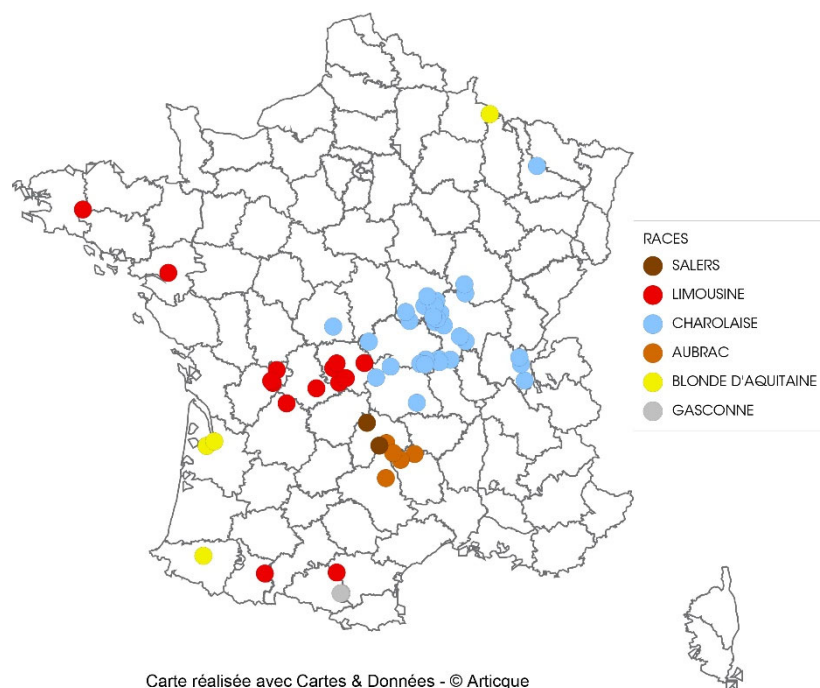 RACES
SALERS
LIMOUSINE
CHAROLAISE
AUBRAC
BLONDE D'AQUITAINE
GASCONNE
Carte réalisée avec Cartes & Données - © Articque